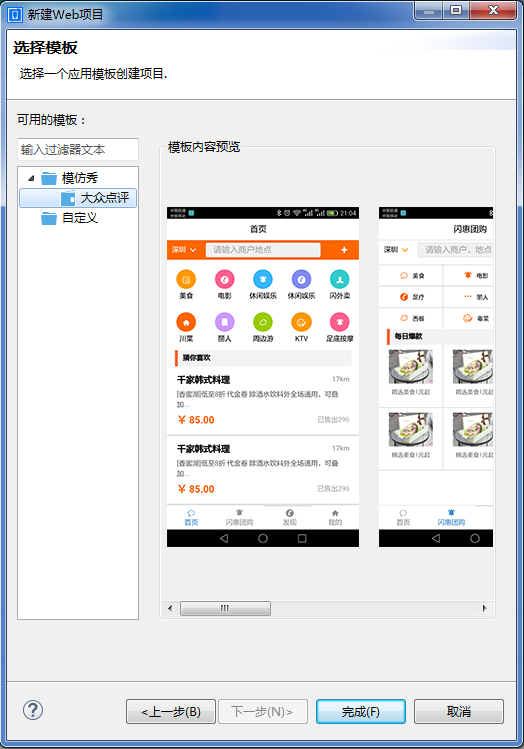 新建Web项目
选择模板
选择一个应用模板创建项目.
可用的模板：
输入过滤器文本
模仿秀
大众点评
自定义
模板内容预览
21:04
首页
深圳
请输入商户地点
美食 电影 休闲娱乐 休闲娱乐 闪外卖
川菜 丽人 周边游 KTV 足底按摩
猜你喜欢
千家韩式料理 17km
[香蜜湖]低至8折 代金卷 除酒水饮料外全场通用，可叠加...
¥ 85.00 已售出296
千家韩式料理 17km
[香蜜湖]低至8折 代金卷 除酒水饮料外全场通用，可叠加...
¥ 85.00 已售出296
首页 闪惠团购 发现 我的
闪惠团购
深圳
请输入商户、地点
美食 电影
足疗 丽人
西餐 粤菜
每日爆款
精选美食1元起 精选美食1元起
精选美食1元起 精选美食1元起
首页 闪惠团购
<上一步(B)
下一步(N)>
完成(F)
取消